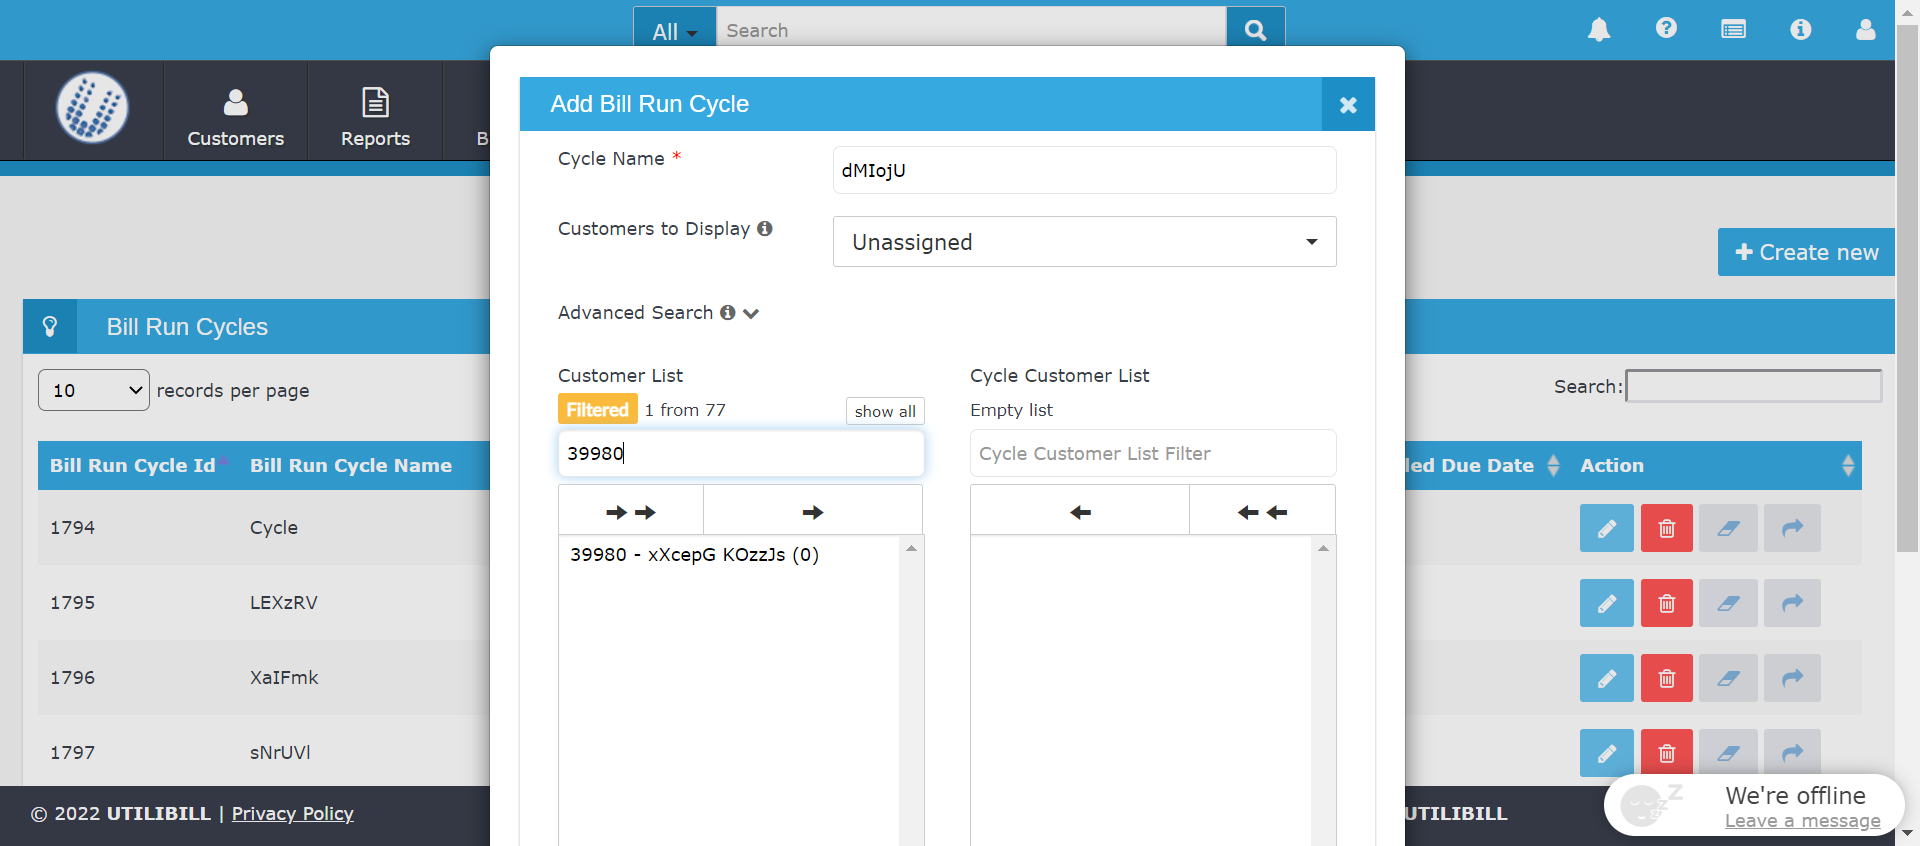 All
Search
Customers
Reports
B
Add Bill Run Cycle
Cycle Name *
dMIojU
Customers to Display
Unassigned
Create new
Advanced Search
Bill Run Cycles
10 records per page
Search:
Customer List
Cycle Customer List
Filtered 1 from 77 show all
Empty list
39980
Cycle Customer List Filter
Bill Run Cycle Id Bill Run Cycle Name
led Due Date Action
39980 - xXcepG KOzzJs (0)
1794 Cycle
1795 LEXzRV
1796 XaIFmk
1797 sNrUVl
© 2022 UTILIBILL | Privacy Policy
UTILIBILL
We're offline
Leave a message